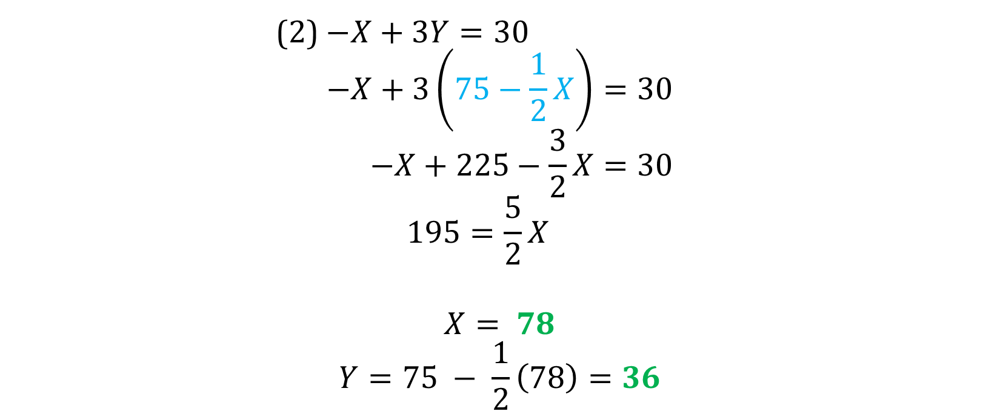 (2) −X + 3Y = 30
−X + 3(75 − 1/2 X) = 30
−X + 225 − 3/2 X = 30
195 = 5/2 X
X = 78
Y = 75 − 1/2 (78) = 36